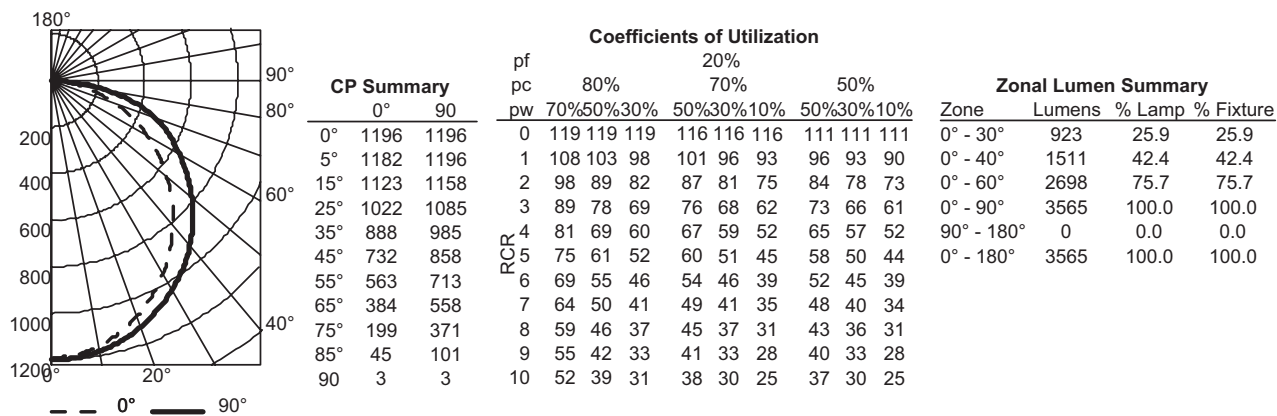 180°
90°
80°
60°
40°
200
400
600
800
1000
1200
0°
20°
0° 90°
CP Summary
0° 90
0° 1196 1196
5° 1182 1196
15° 1123 1158
25° 1022 1085
35° 888 985
45° 732 858
55° 563 713
65° 384 558
75° 199 371
85° 45 101
90 3 3
Coefficients of Utilization
pf 20%
pc 80% 70% 50%
pw 70%50%30% 50%30%10% 50%30%10%
RCR
0 119 119 119 116 116 116 111 111 111
1 108 103 98 101 96 93 96 93 90
2 98 89 82 87 81 75 84 78 73
3 89 78 69 76 68 62 73 66 61
4 81 69 60 67 59 52 65 57 52
5 75 61 52 60 51 45 58 50 44
6 69 55 46 54 46 39 52 45 39
7 64 50 41 49 41 35 48 40 34
8 59 46 37 45 37 31 43 36 31
9 55 42 33 41 33 28 40 33 28
10 52 39 31 38 30 25 37 30 25
Zonal Lumen Summary
Zone Lumens % Lamp % Fixture
0° - 30° 923 25.9 25.9
0° - 40° 1511 42.4 42.4
0° - 60° 2698 75.7 75.7
0° - 90° 3565 100.0 100.0
90° - 180° 0 0.0 0.0
0° - 180° 3565 100.0 100.0